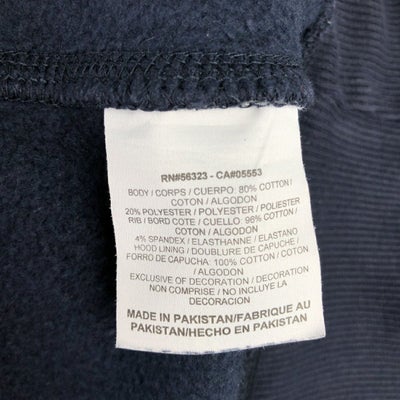 RN#56323 - CA#05553
BODY / CORPS / CUERPO: 80% COTTON /
COTON / ALGODON
20% POLYESTER / POLYESTER / POLIESTER
RIB / BORD COTE / CUELLO: 96% COTTON /
COTON / ALGODON
4% SPANDEX / ELASTHANNE / ELASTANO
HOOD LINING / DOUBLURE DE CAPUCHE /
FORRO DE CAPUCHA: 100% COTTON / COTON
/ ALGODON
EXCLUSIVE OF DECORATION / DECORATION
NON COMPRISE / NO INCLUYE LA
DECORACION
MADE IN PAKISTAN/FABRIQUE AU
PAKISTAN/HECHO EN PAKISTAN